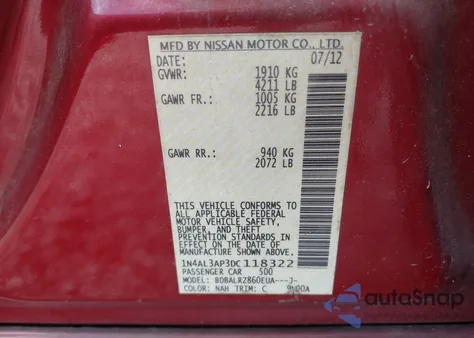 MFD BY NISSAN MOTOR CO., LTD.
DATE: 07/12
GVWR: 1910 KG
4211 LB
GAWR FR.: 1005 KG
2216 LB
GAWR RR.: 940 KG
2072 LB
THIS VEHICLE CONFORMS TO
ALL APPLICABLE FEDERAL
MOTOR VEHICLE SAFETY,
BUMPER, AND THEFT
PREVENTION STANDARDS IN
EFFECT ON THE DATE OF
MANUFACTURE SHOWN ABOVE.
1N4AL3AP3DC118322
PASSENGER CAR 500
MODEL: BDBALRZ860EUA---J-
COLOR: NAH TRIM: C
autoSnap